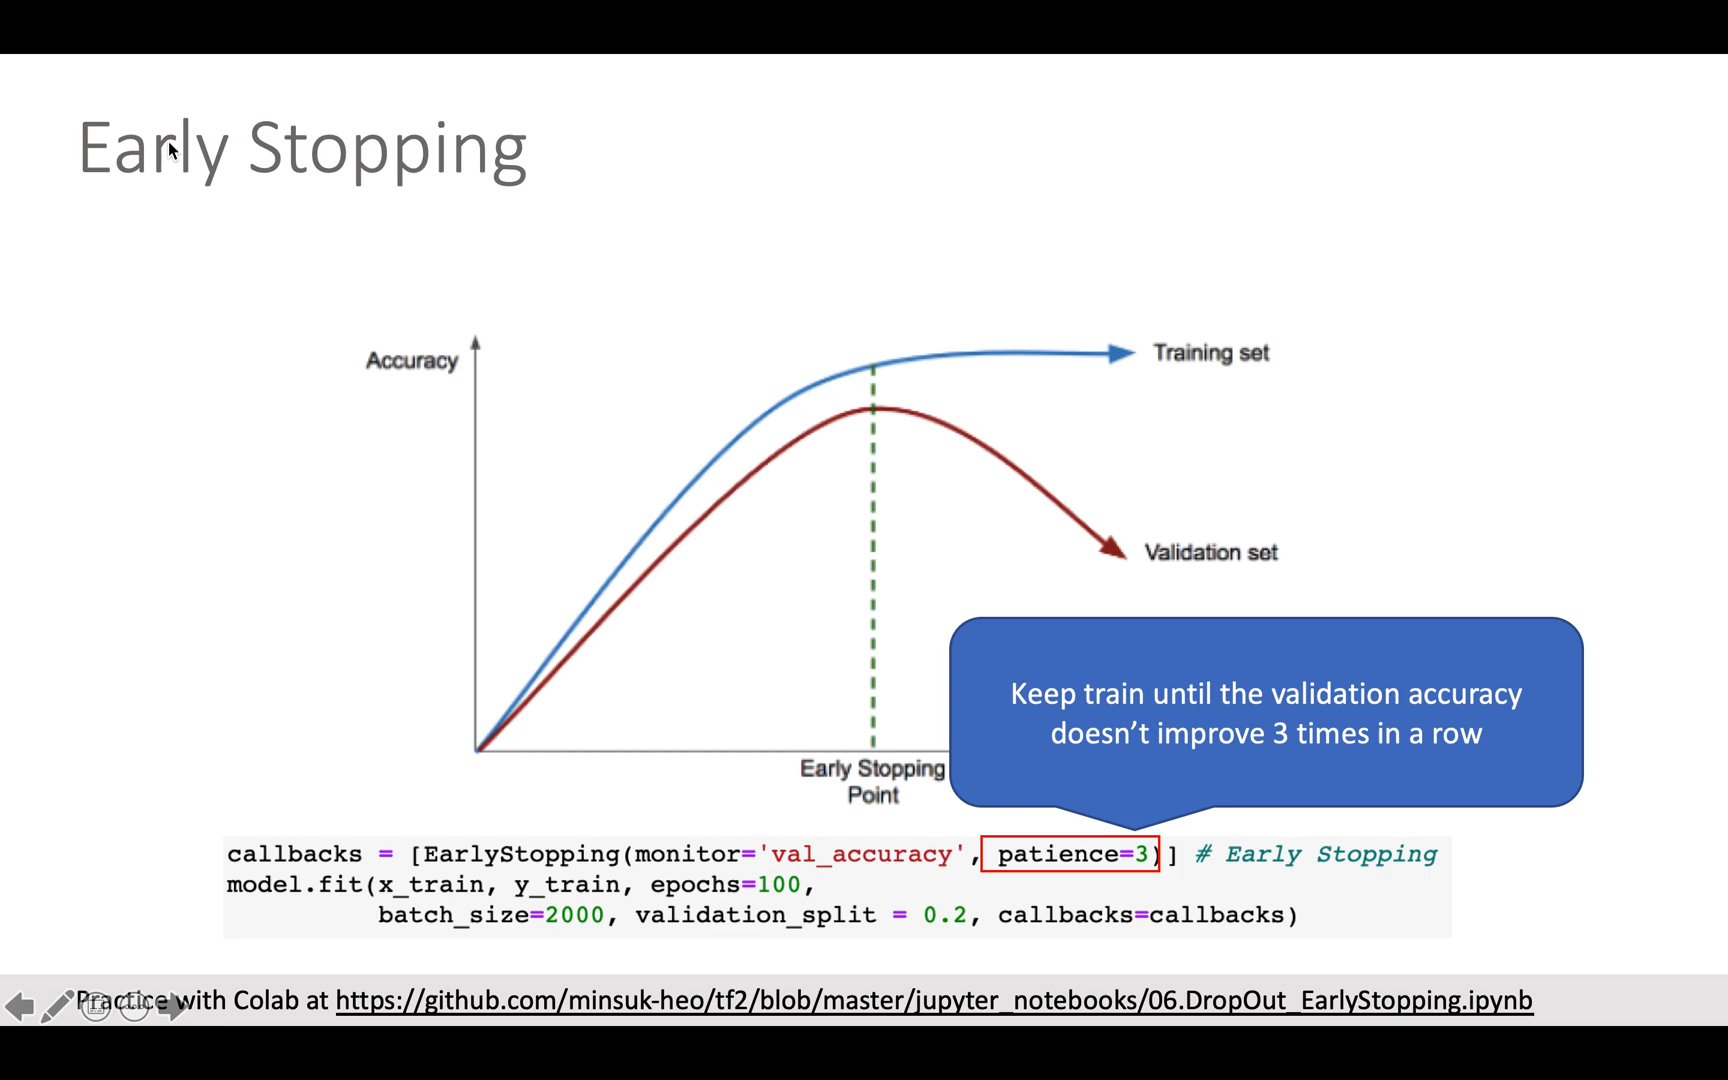 Early Stopping
Accuracy
Training set
Validation set
Keep train until the validation accuracy
doesn’t improve 3 times in a row
Early Stopping
Point
callbacks = [EarlyStopping(monitor='val_accuracy', patience=3)] # Early Stopping
model.fit(x_train, y_train, epochs=100,
batch_size=2000, validation_split = 0.2, callbacks=callbacks)
Practice with Colab at https://github.com/minsuk-heo/tf2/blob/master/jupyter_notebooks/06.DropOut_EarlyStopping.ipynb